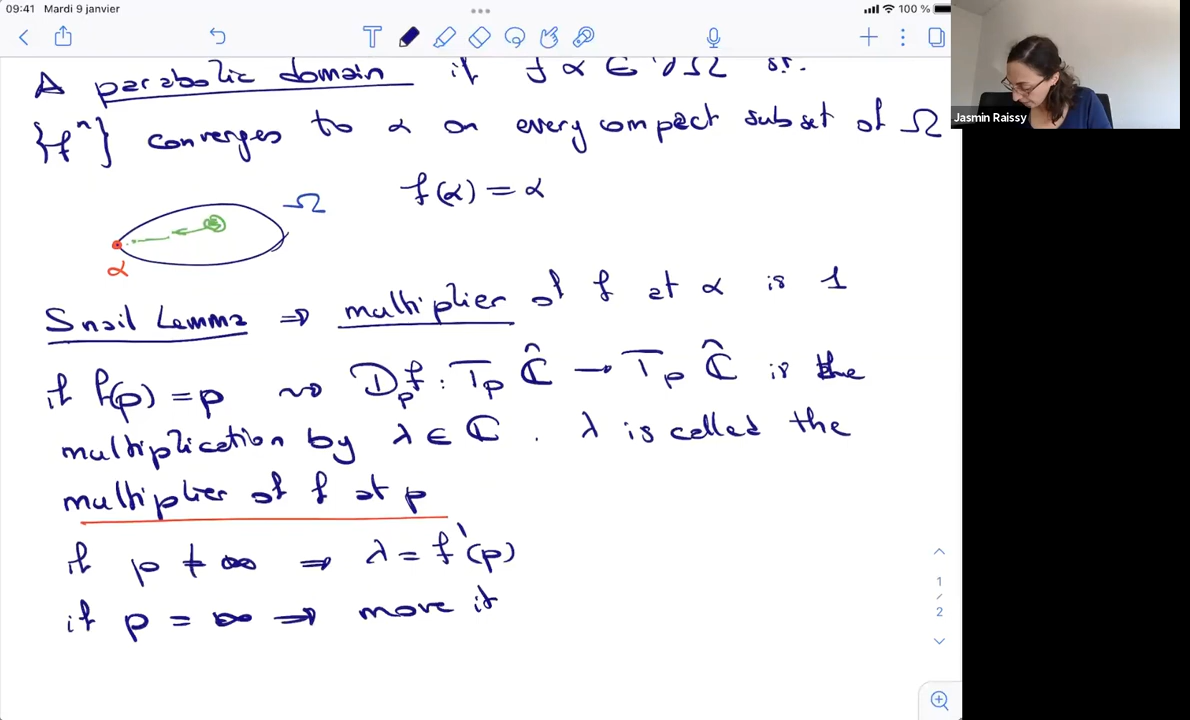 09:41 Mardi 9 janvier
100 %
A parabolic domain if ∃ α ∈ ∂Ω st.
{fⁿ} converges to α on every compact subset of Ω
f(α) = α
Ω
α
Snail Lemma ⇒ multiplier of f at α is 1
if f(p) = p ⇝ D_p f : T_p Ĉ → T_p Ĉ is the
multiplication by λ ∈ ℂ . λ is called the
multiplier of f at p
if p ≠ ∞ ⇒ λ = f'(p)
if p = ∞ ⇒ move it
1
/
2
Jasmin Raissy